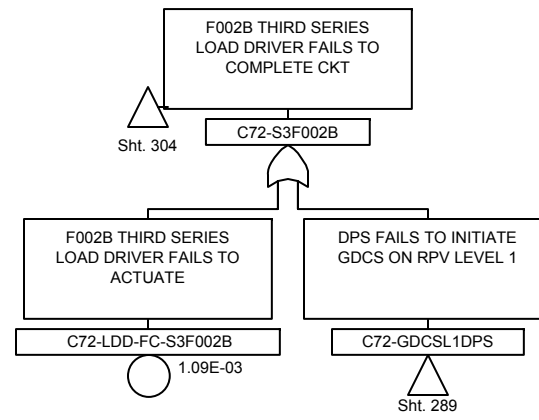 F002B THIRD SERIES
LOAD DRIVER FAILS TO
COMPLETE CKT
Sht. 304
C72-S3F002B
F002B THIRD SERIES
LOAD DRIVER FAILS TO
ACTUATE
DPS FAILS TO INITIATE
GDCS ON RPV LEVEL 1
C72-LDD-FC-S3F002B
C72-GDCSL1DPS
1.09E-03
Sht. 289